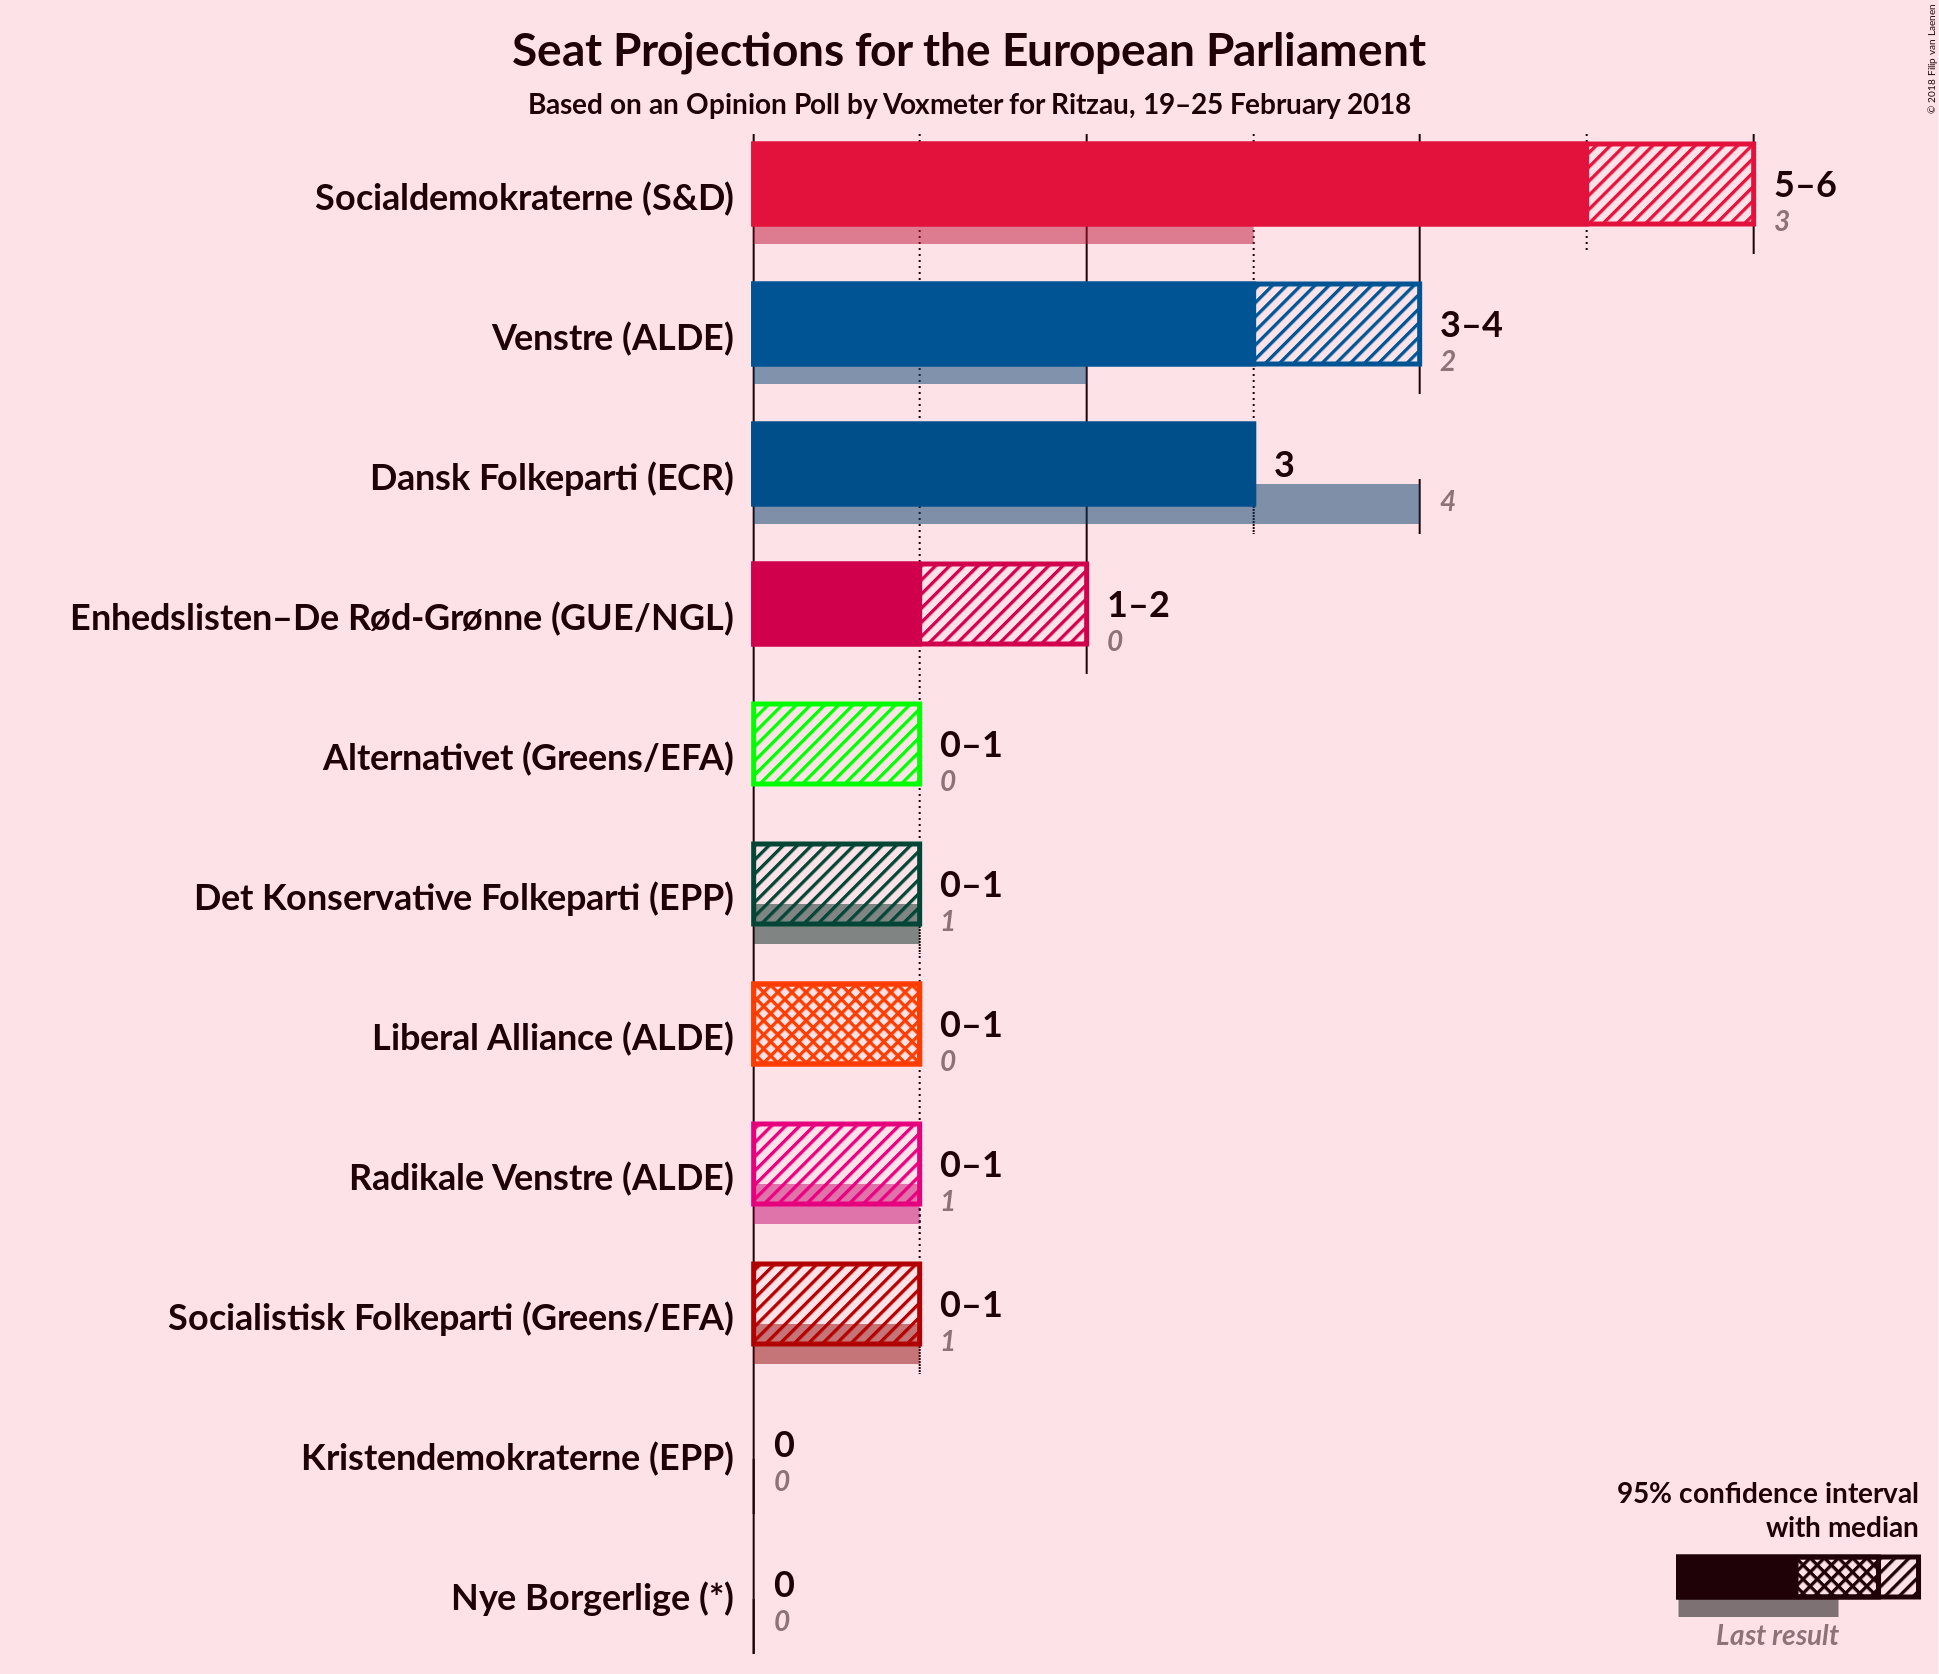 Seat Projections for the European Parliament
Based on an Opinion Poll by Voxmeter for Ritzau, 19–25 February 2018
© 2018 Filip van Laenen
Socialdemokraterne (S&D)
5–6
3
Venstre (ALDE)
3–4
2
Dansk Folkeparti (ECR)
3
4
Enhedslisten–De Rød-Grønne (GUE/NGL)
1–2
0
Alternativet (Greens/EFA)
0–1
0
Det Konservative Folkeparti (EPP)
0–1
1
Liberal Alliance (ALDE)
0–1
0
Radikale Venstre (ALDE)
0–1
1
Socialistisk Folkeparti (Greens/EFA)
0–1
1
Kristendemokraterne (EPP)
0
0
Nye Borgerlige (*)
0
0
95% confidence interval
with median
Last result